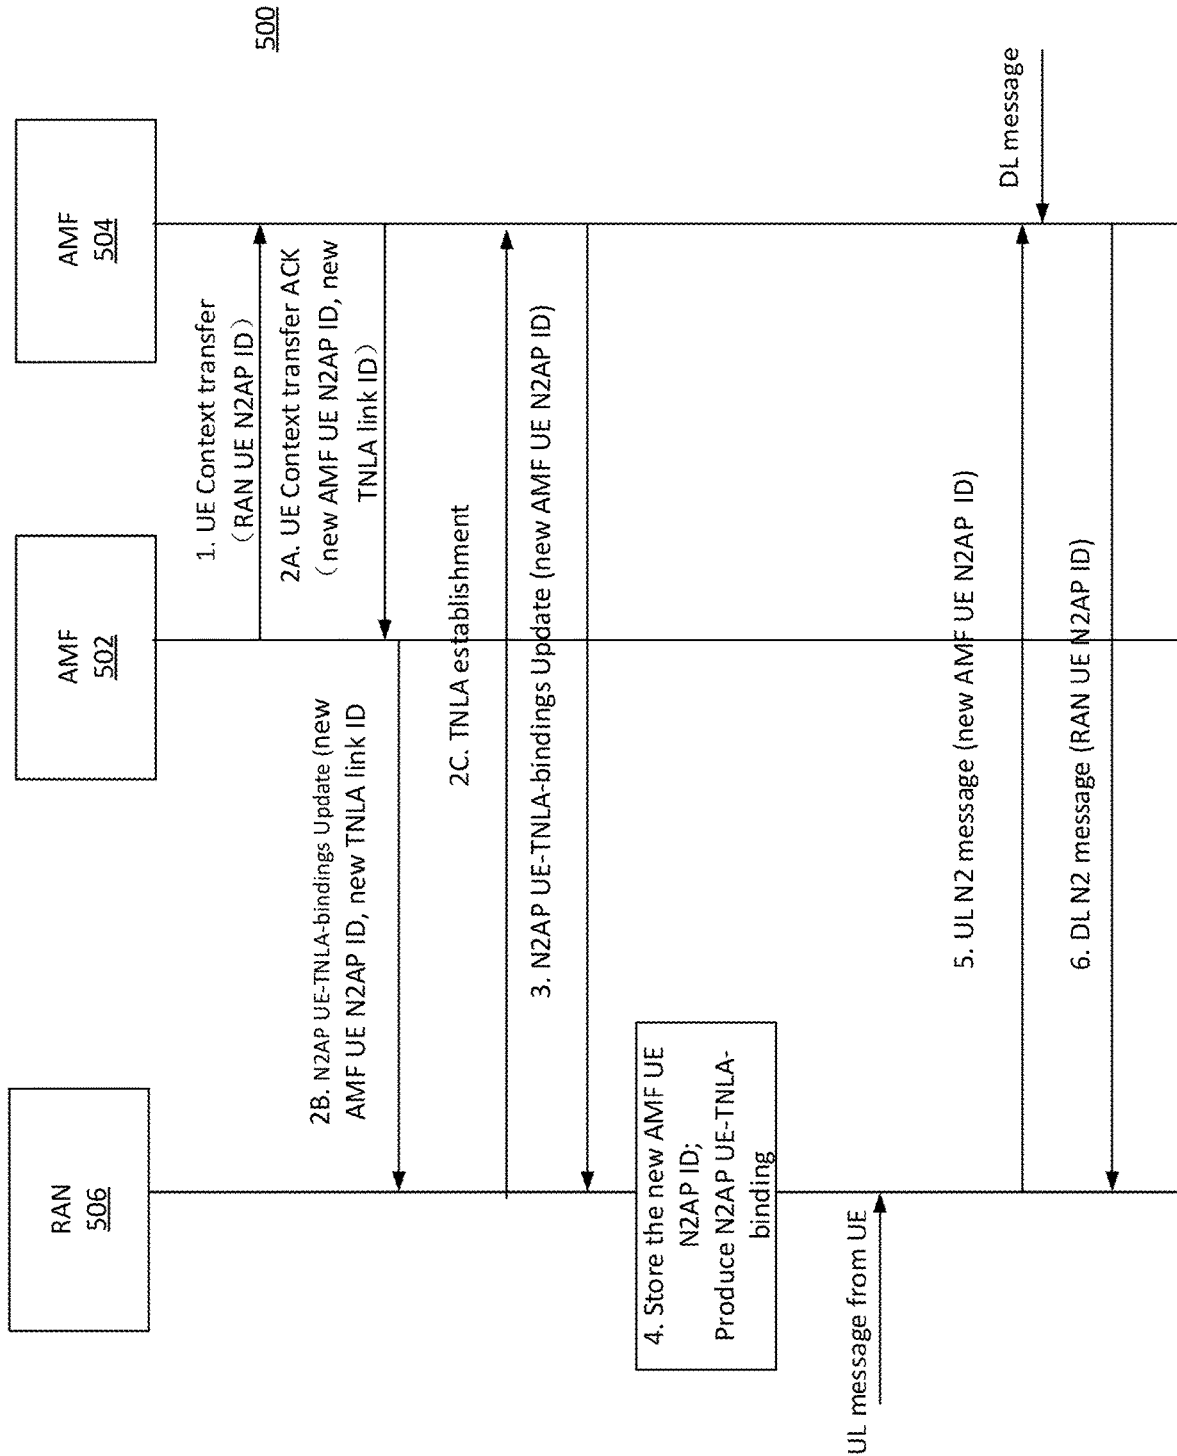 500
RAN
506
AMF
502
AMF
504
1. UE Context transfer
（RAN UE N2AP ID）
2A. UE Context transfer ACK
（new AMF UE N2AP ID, new
TNLA link ID）
2B. N2AP UE-TNLA-bindings Update (new
AMF UE N2AP ID, new TNLA link ID
2C. TNLA establishment
3. N2AP UE-TNLA-bindings Update (new AMF UE N2AP ID)
4. Store the new AMF UE
N2AP ID;
Produce N2AP UE-TNLA-
binding
UL message from UE
5. UL N2 message (new AMF UE N2AP ID)
DL message
6. DL N2 message (RAN UE N2AP ID)